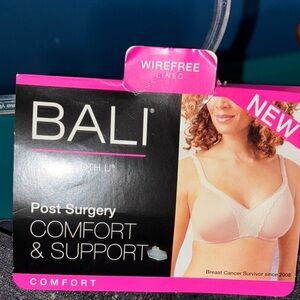 WIREFREE
LINED
BALI®
NEW
Post Surgery
COMFORT
& SUPPORT
Breast Cancer Survivor since 2008
COMFORT